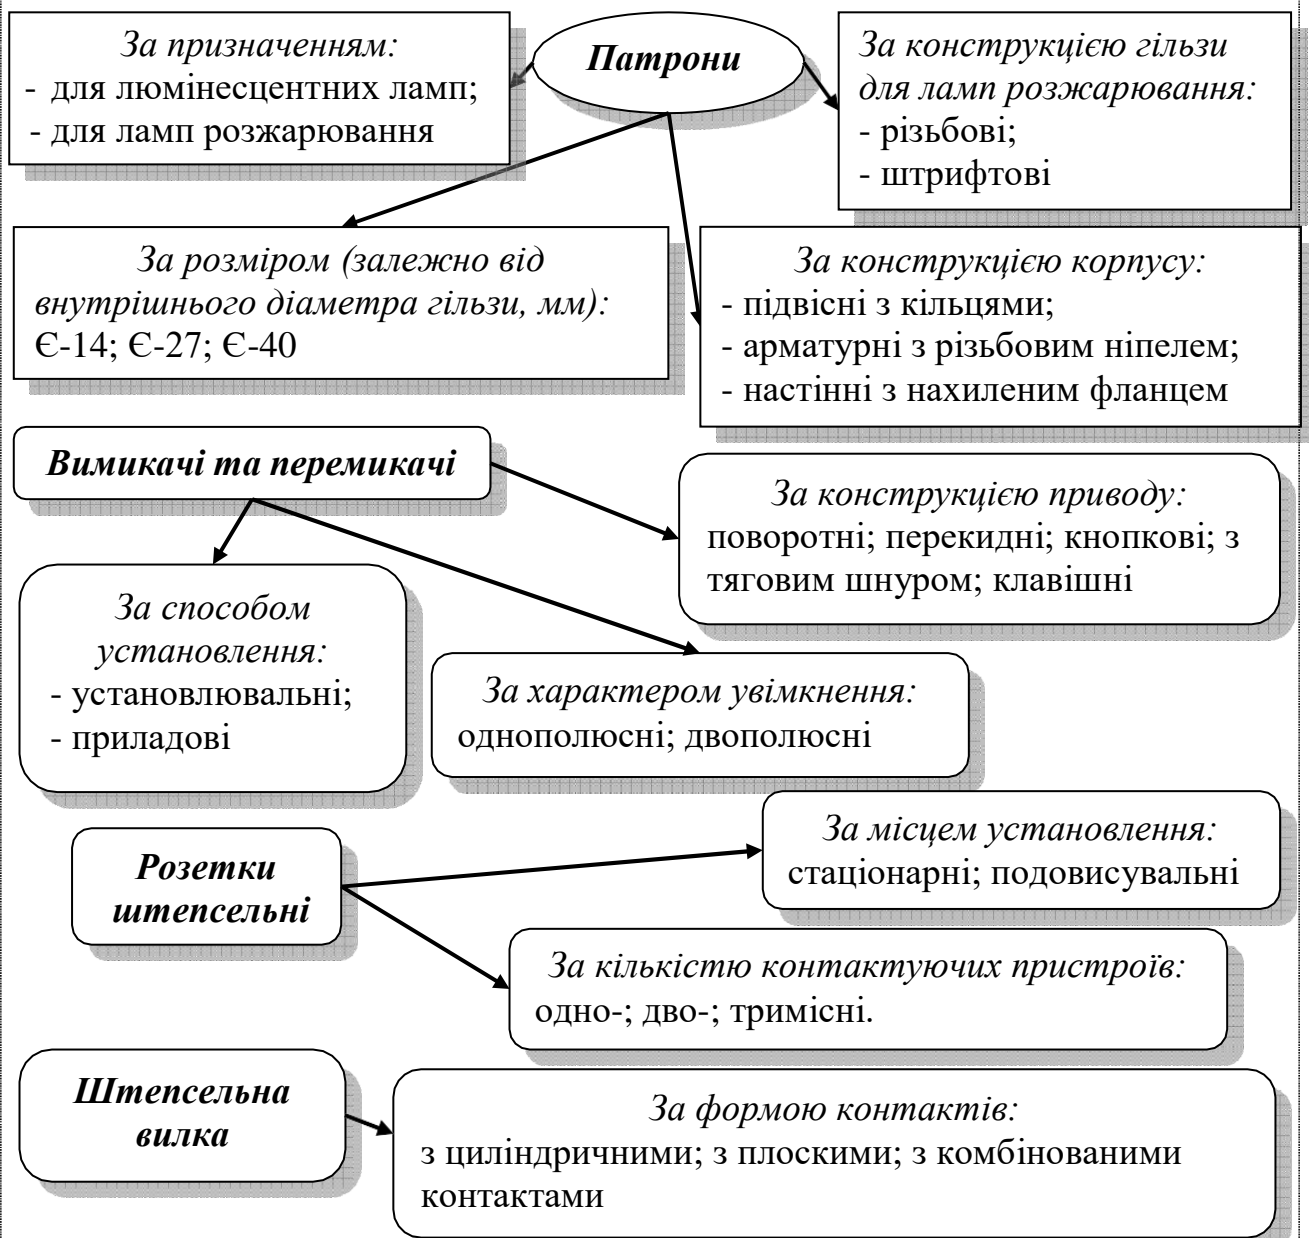 За призначенням:
- для люмінесцентних ламп;
- для ламп розжарювання
Патрони
За конструкцією гільзи
для ламп розжарювання:
- різьбові;
- штрифтові
За розміром (залежно від
внутрішнього діаметра гільзи, мм):
Є-14; Є-27; Є-40
За конструкцією корпусу:
- підвісні з кільцями;
- арматурні з різьбовим ніпелем;
- настінні з нахиленим фланцем
Вимикачі та перемикачі
За конструкцією приводу:
поворотні; перекидні; кнопкові; з
тяговим шнуром; клавішні
За способом
установлення:
- установлювальні;
- приладові
За характером увімкнення:
однополюсні; двополюсні
Розетки
штепсельні
За місцем установлення:
стаціонарні; подовисувальні
За кількістю контактуючих пристроїв:
одно-; дво-; тримісні.
Штепсельна
вилка
За формою контактів:
з циліндричними; з плоскими; з комбінованими
контактами